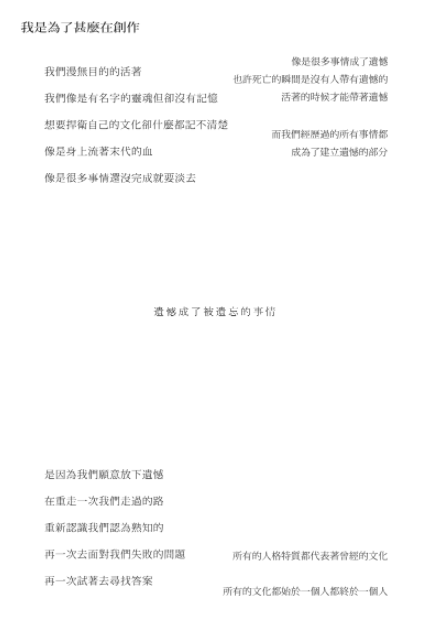 我是為了甚麼在創作
我們漫無目的的活著
我們像是有名字的靈魂但卻沒有記憶
想要捍衛自己的文化卻什麼都記不清楚
像是身上流著末代的血
像是很多事情還沒完成就要淡去
像是很多事情成了遺憾
也許死亡的瞬間是沒有人帶有遺憾的
活著的時候才能帶著遺憾
而我們經歷過的所有事情都
成為了建立遺憾的部分
遺憾成了被遺忘的事情
是因為我們願意放下遺憾
在重走一次我們走過的路
重新認識我們認為熟知的
再一次去面對我們失敗的問題
再一次試著去尋找答案
所有的人格特質都代表著曾經的文化
所有的文化都始於一個人都終於一個人